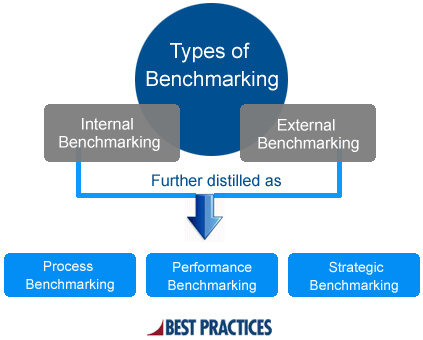 Types of
Benchmarking
Internal
Benchmarking
External
Benchmarking
Further distilled as
Process
Benchmarking
Performance
Benchmarking
Strategic
Benchmarking
BEST PRACTICES